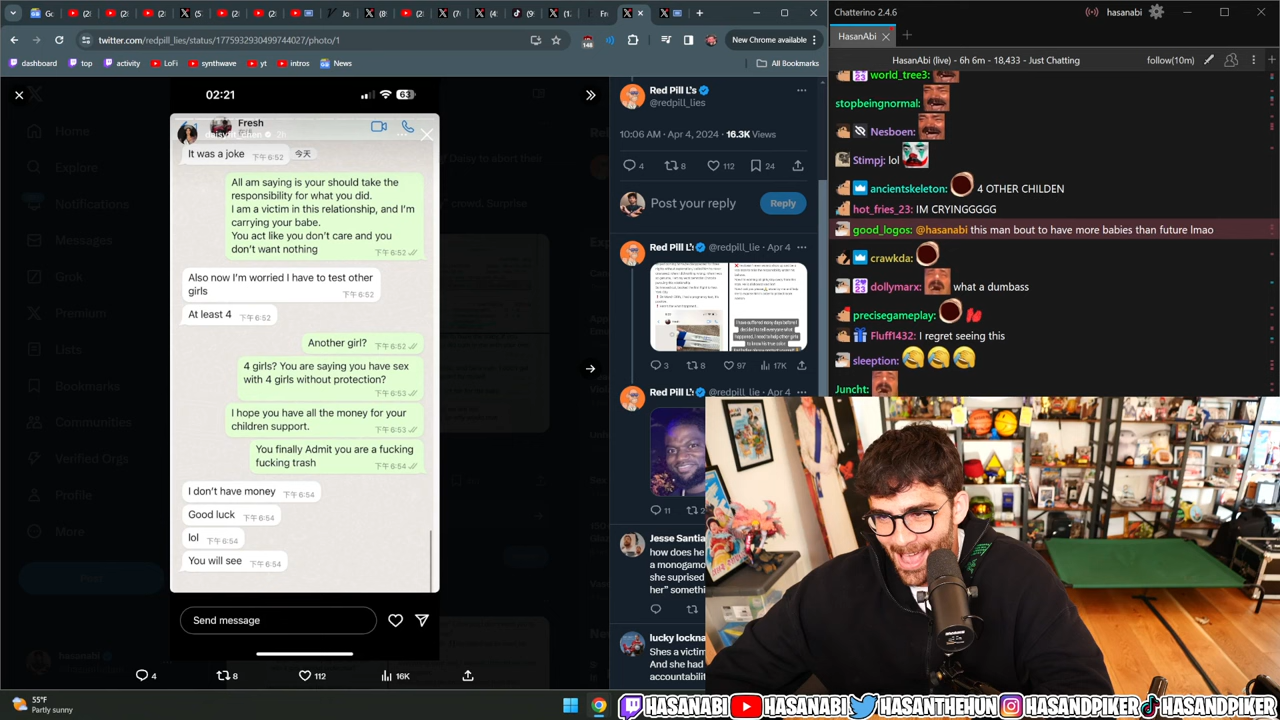 twitter.com/redpill_lies/status/1775932930499744027/photo/1
New Chrome available
148
dashboard
top
activity
LoFi
synthwave
yt
intros
News
All Bookmarks
02:21
63
Fresh
It was a joke 下午6:52
今天
All am saying is your should take the
responsibility for what you did.
I am a victim in this relationship, and I'm
carrying your babe.
You act like you don't care and you
don't want nothing 下午6:52
Also now I'm worried I have to test other
girls 下午6:52
At least 4 下午6:52
Another girl? 下午6:52
4 girls? You are saying you have sex
with 4 girls without protection? 下午6:53
I hope you have all the money for your
children support. 下午6:53
You finally Admit you are a fucking
fucking trash 下午6:54
I don't have money 下午6:54
Good luck 下午6:54
lol 下午6:54
You will see 下午6:54
Send message
4
8
112
16K
Home
Explore
Notifications
Messages
Premium
Lists
Bookmarks
Communities
Verified Orgs
Profile
More
Red Pill L's
@redpill_lies
10:06 AM · Apr 4, 2024 · 16.3K Views
4
8
112
24
Post your reply
Reply
Red Pill L's @redpill_lie · Apr 4
3
8
97
17K
Red Pill L's @redpill_lie · Apr 4
11
Jesse Santia
how does he
a monogamo
she suprised
her" somethi
lucky lockna
Shes a victim
And she had
accountabili
Chatterino 2.4.6
hasanabi
HasanAbi
HasanAbi (live) - 6h 6m - 18,433 - Just Chatting
follow(10m)
world_tree3:
stopbeingnormal:
Nesboen:
Stimpj: lol
ancientskeleton: 4 OTHER CHILDEN
hot_fries_23: IM CRYINGGGG
good_logos: @hasanabi this man bout to have more babies than future lmao
crawkda:
dollymarx: what a dumbass
precisegameplay:
Fluff1432: I regret seeing this
sleeption:
Juncht:
55°F
Partly sunny
HASANABI
HASANABI
HASANTHEHUN
HASANDPIKER
HASANDPIKER